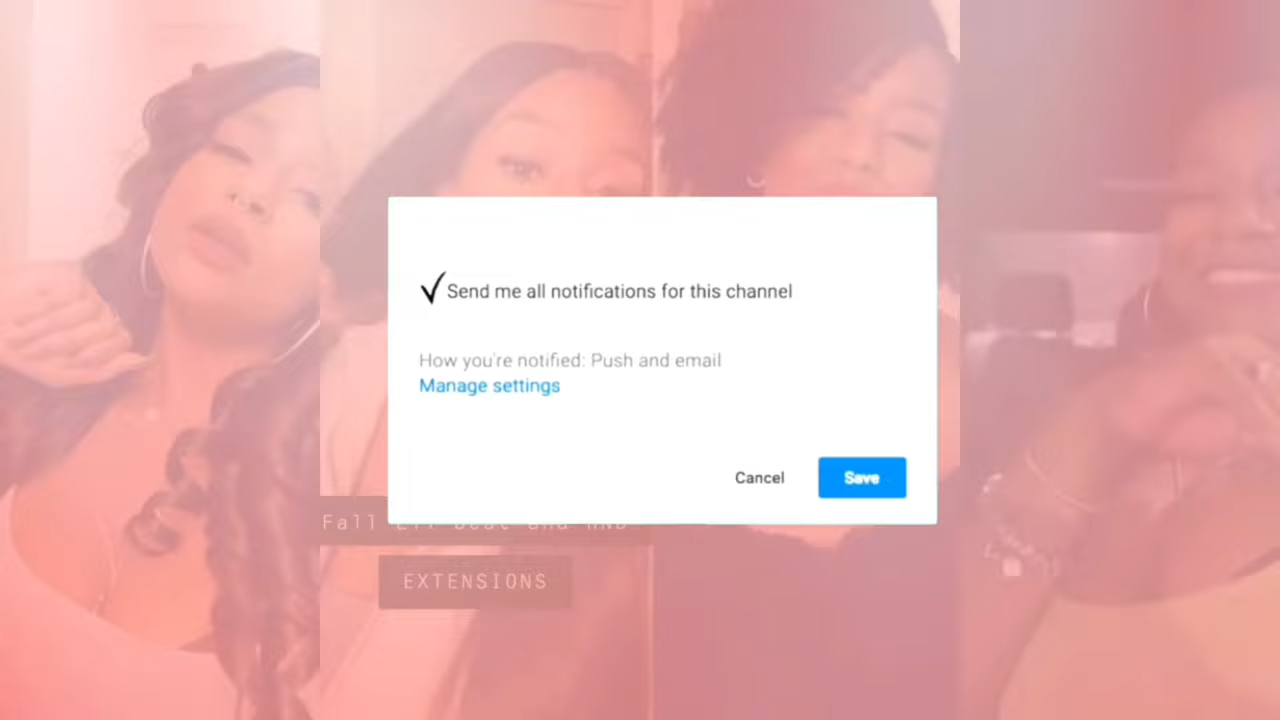 Send me all notifications for this channel
How you're notified: Push and email
Manage settings
Cancel
Save
Fall
EXTENSIONS